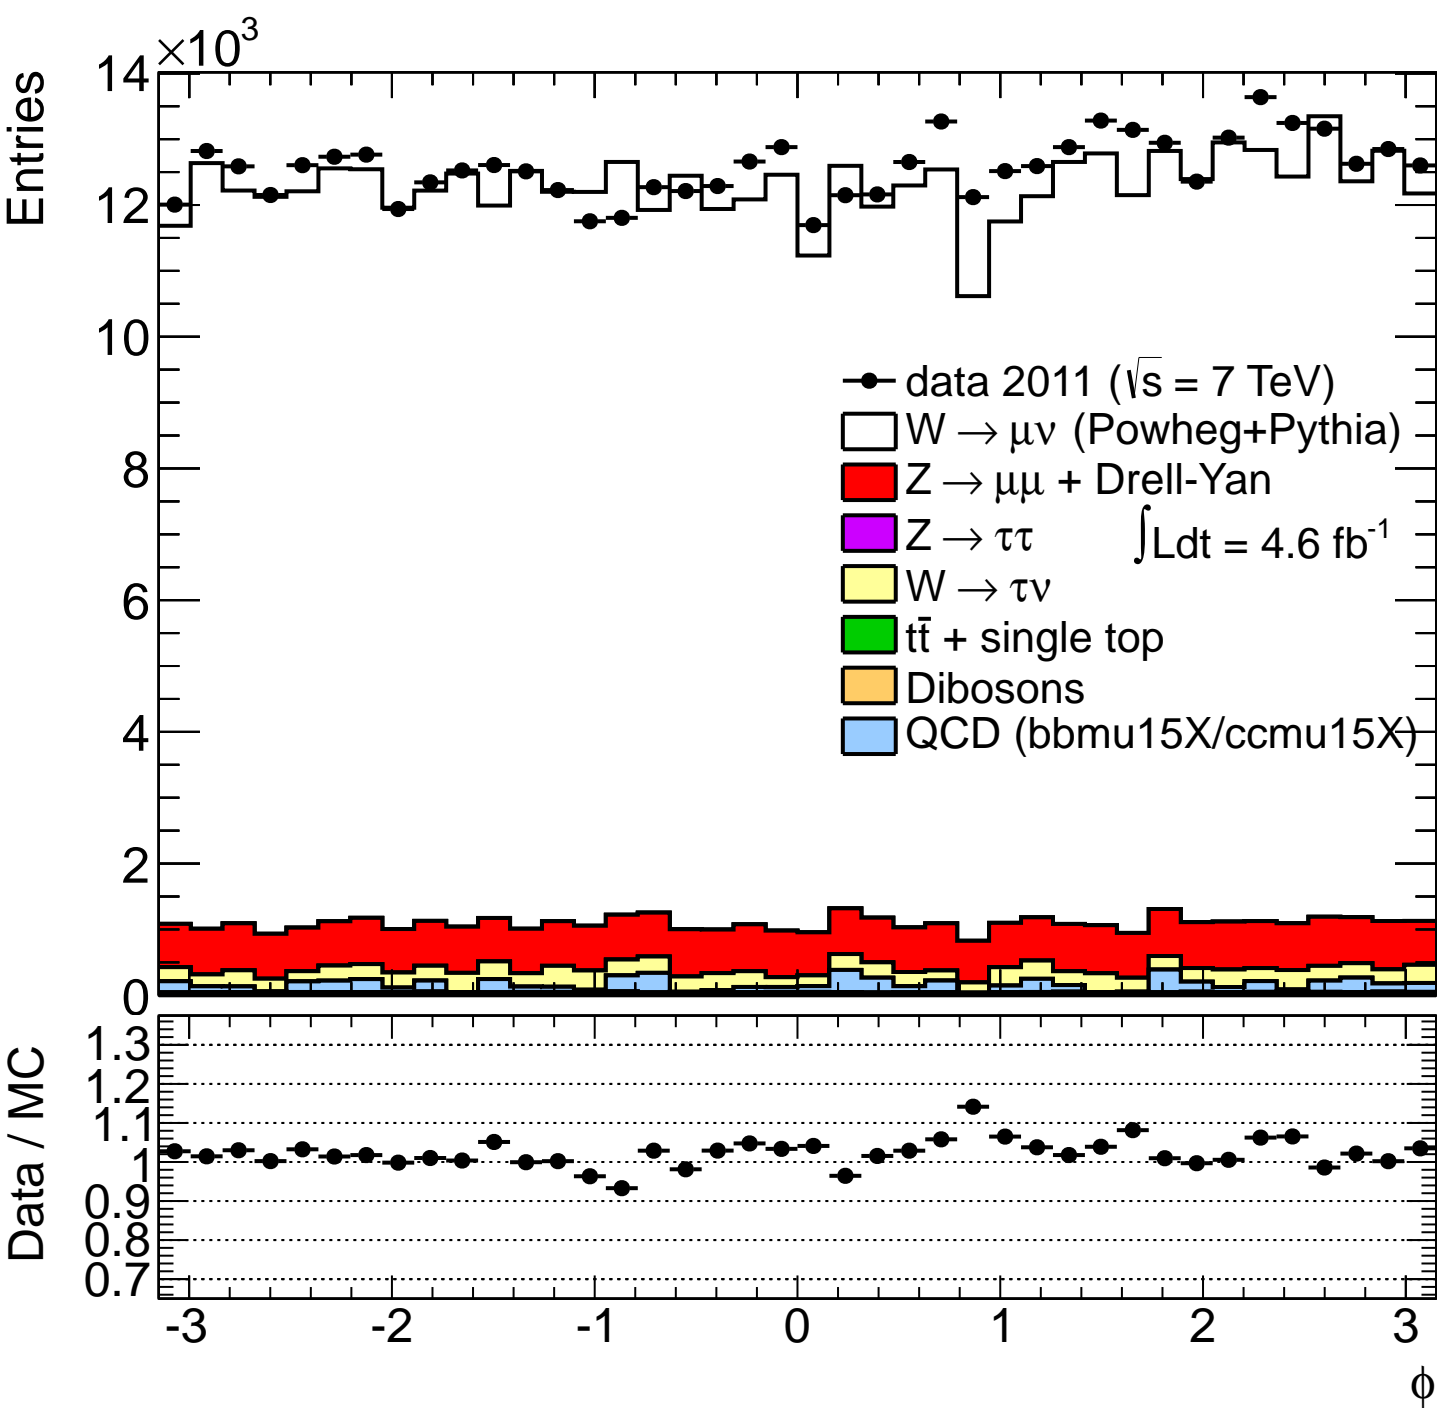 ×10³
Entries
14
12
10
8
6
4
2
0
data 2011 (√s = 7 TeV)
W → μν (Powheg+Pythia)
Z → μμ + Drell-Yan
Z → ττ
∫Ldt = 4.6 fb⁻¹
W → τν
tt̄ + single top
Dibosons
QCD (bbmu15X/ccmu15X)
Data / MC
1.3
1.2
1.1
1
0.9
0.8
0.7
-3 -2 -1 0 1 2 3
ϕ